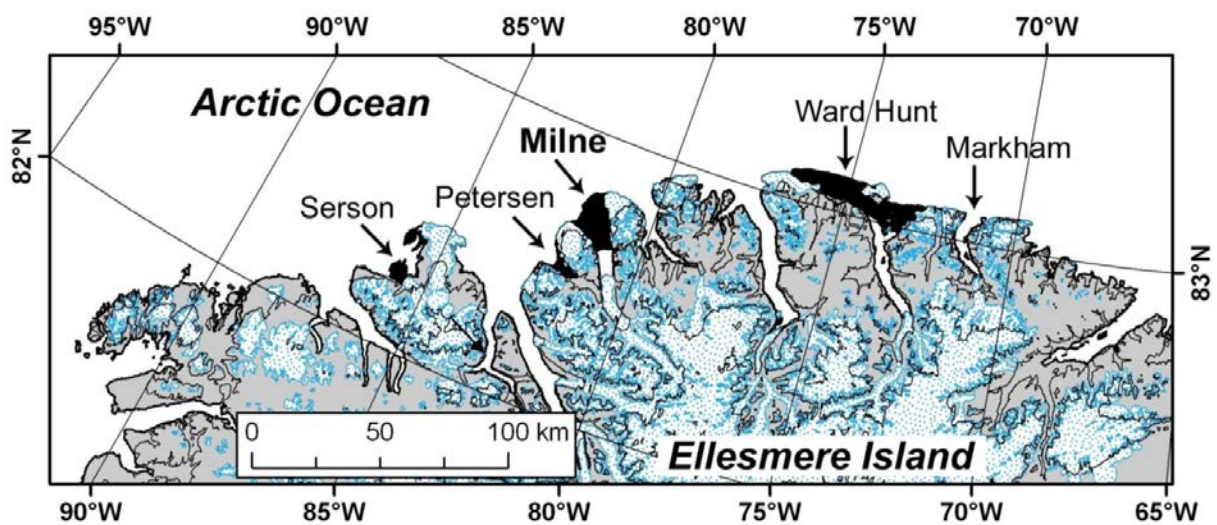 95°W 90°W 85°W 80°W 75°W 70°W
Arctic Ocean
Ward Hunt
Milne
Markham
82°N
Petersen
Serson
83°N
0 50 100 km
Ellesmere Island
90°W 85°W 80°W 75°W 70°W 65°W